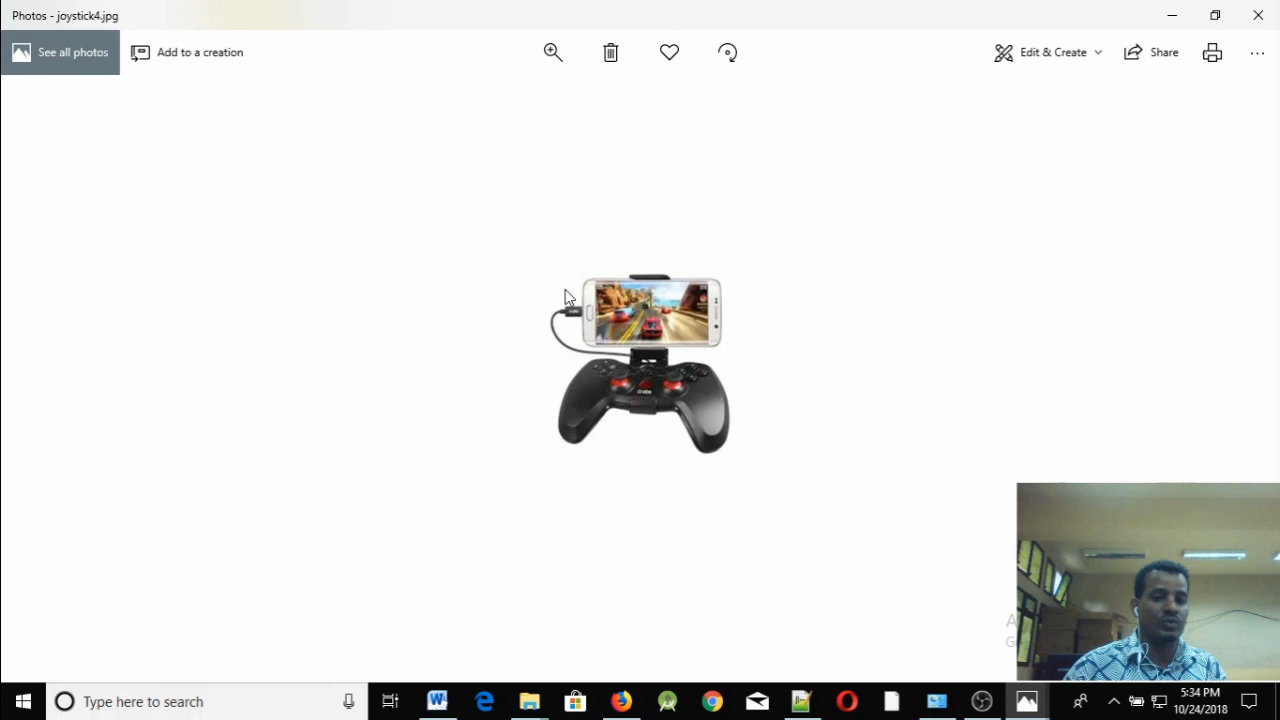 Photos - joystick4.jpg
See all photos
Add to a creation
Edit & Create
Share
Type here to search
5:34 PM
10/24/2018